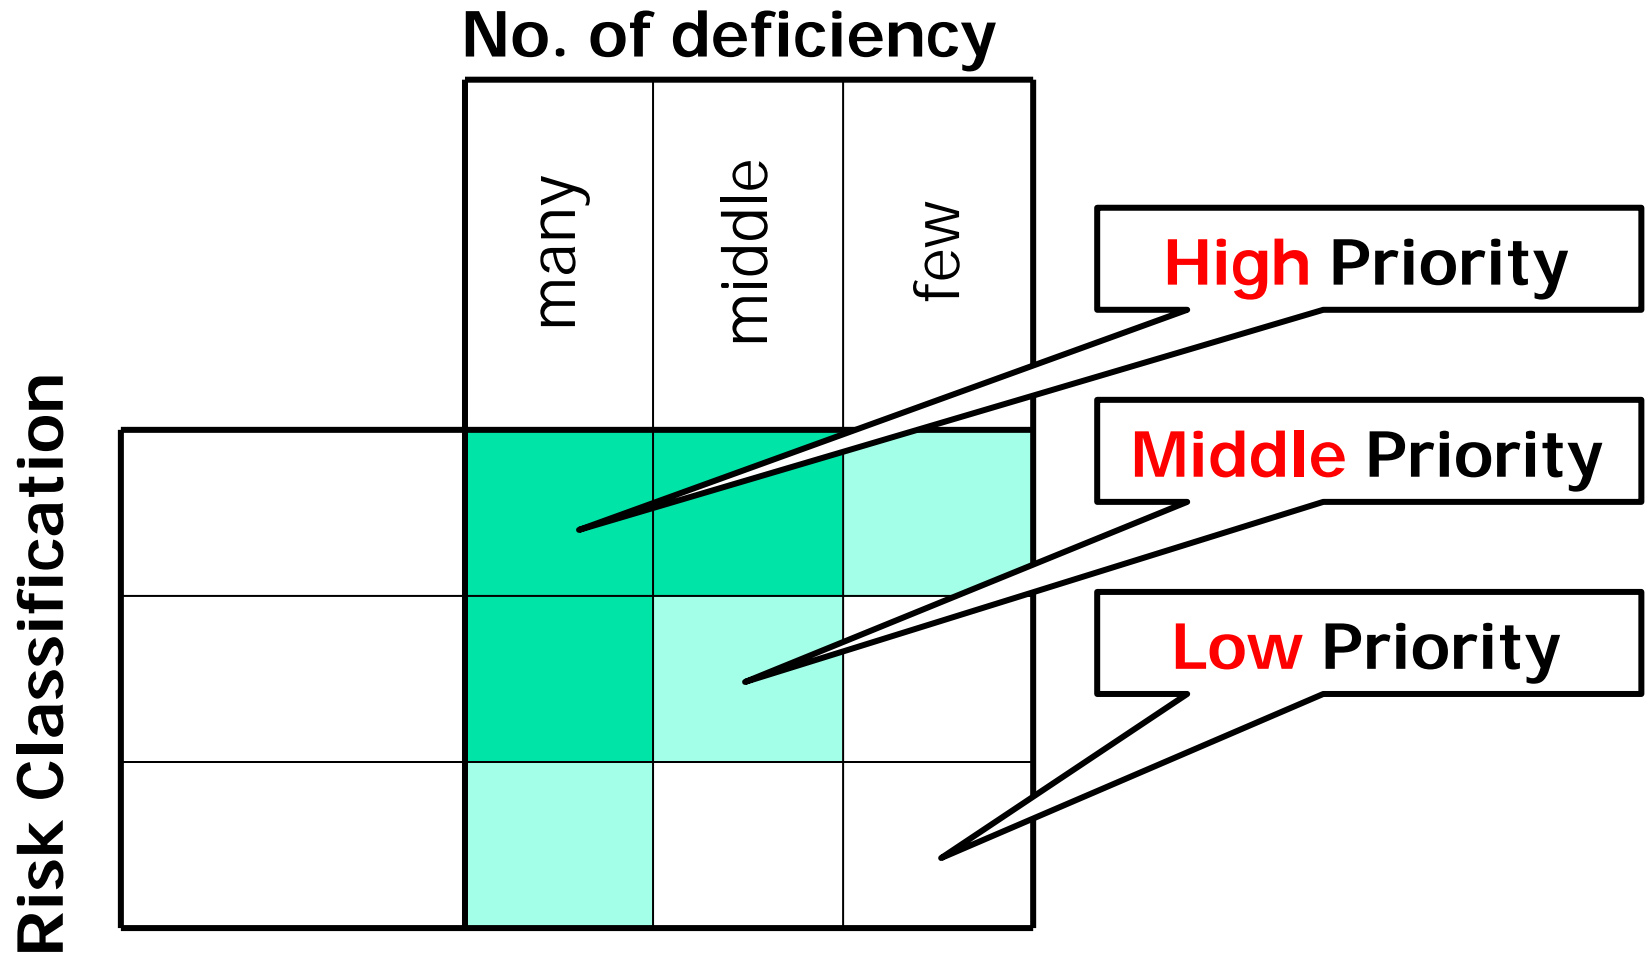 No. of deficiency
many
middle
few
High Priority
Middle Priority
Low Priority
Risk Classification